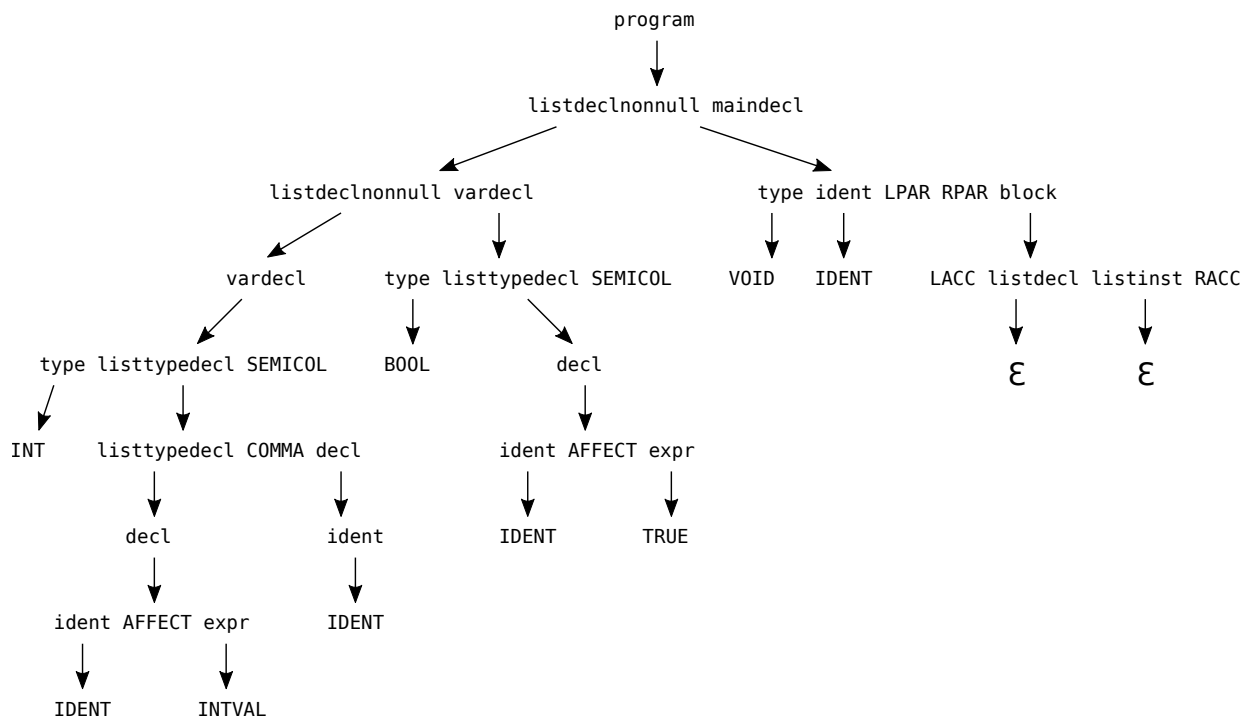 program
listdeclnonnull maindecl
listdeclnonnull vardecl type ident LPAR RPAR block
vardecl type listtypedecl SEMICOL VOID IDENT LACC listdecl listinst RACC
type listtypedecl SEMICOL BOOL decl ε ε
INT listtypedecl COMMA decl ident AFFECT expr
decl ident IDENT TRUE
ident AFFECT expr IDENT
IDENT INTVAL